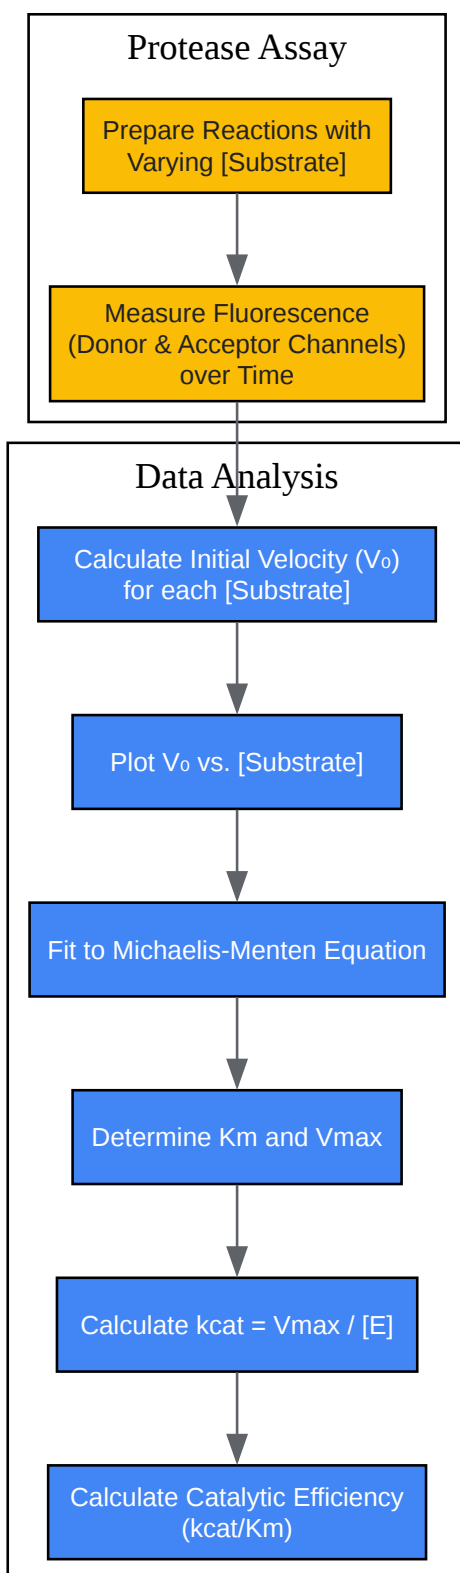 Protease Assay
Prepare Reactions with
Varying [Substrate]
Measure Fluorescence
(Donor & Acceptor Channels)
over Time
Data Analysis
Calculate Initial Velocity (V₀)
for each [Substrate]
Plot V₀ vs. [Substrate]
Fit to Michaelis-Menten Equation
Determine Km and Vmax
Calculate kcat = Vmax / [E]
Calculate Catalytic Efficiency
(kcat/Km)